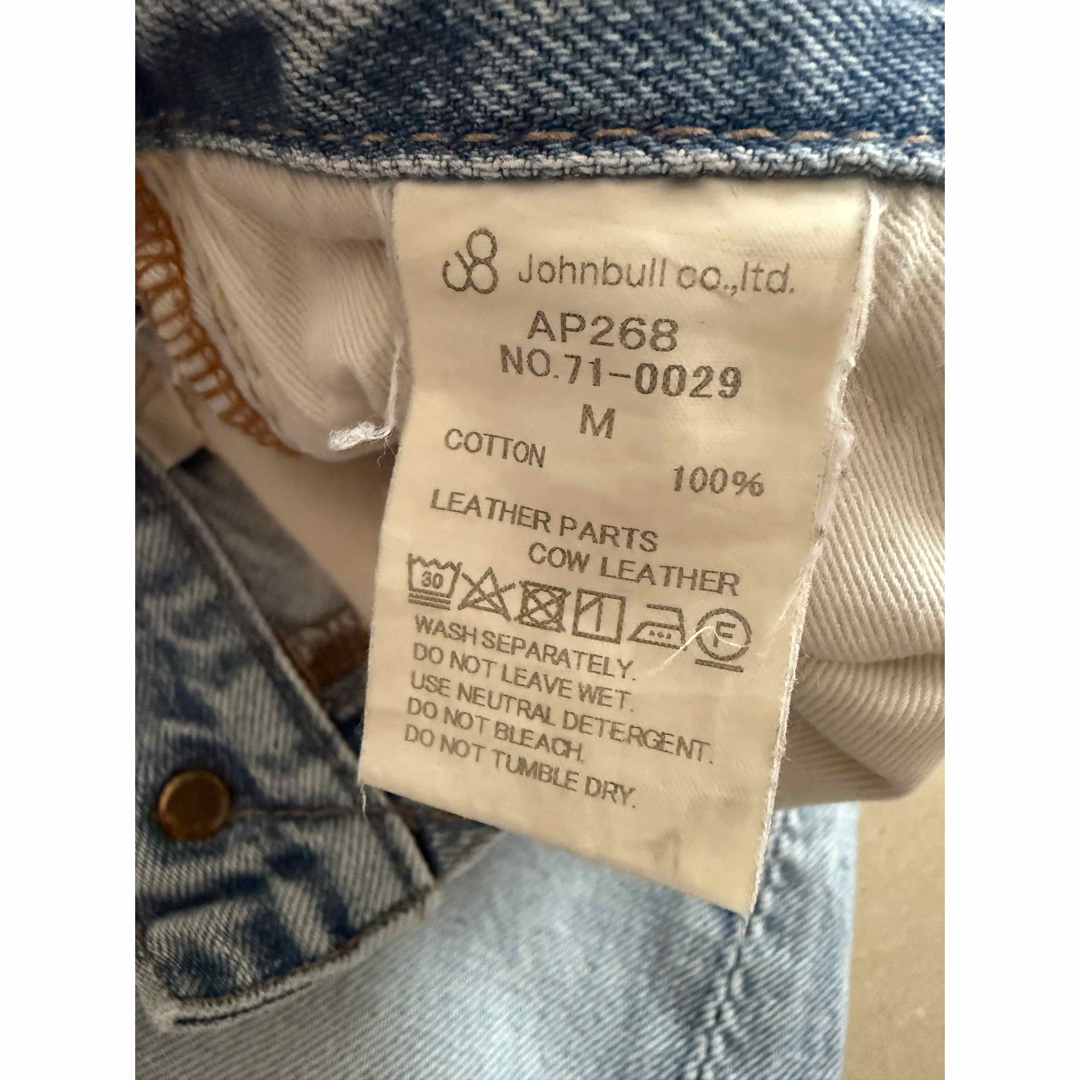 Johnbull co.,ltd.
AP268
NO.71-0029
M
COTTON 100%
LEATHER PARTS
COW LEATHER
30
F
WASH SEPARATELY.
DO NOT LEAVE WET.
USE NEUTRAL DETERGENT.
DO NOT BLEACH.
DO NOT TUMBLE DRY.